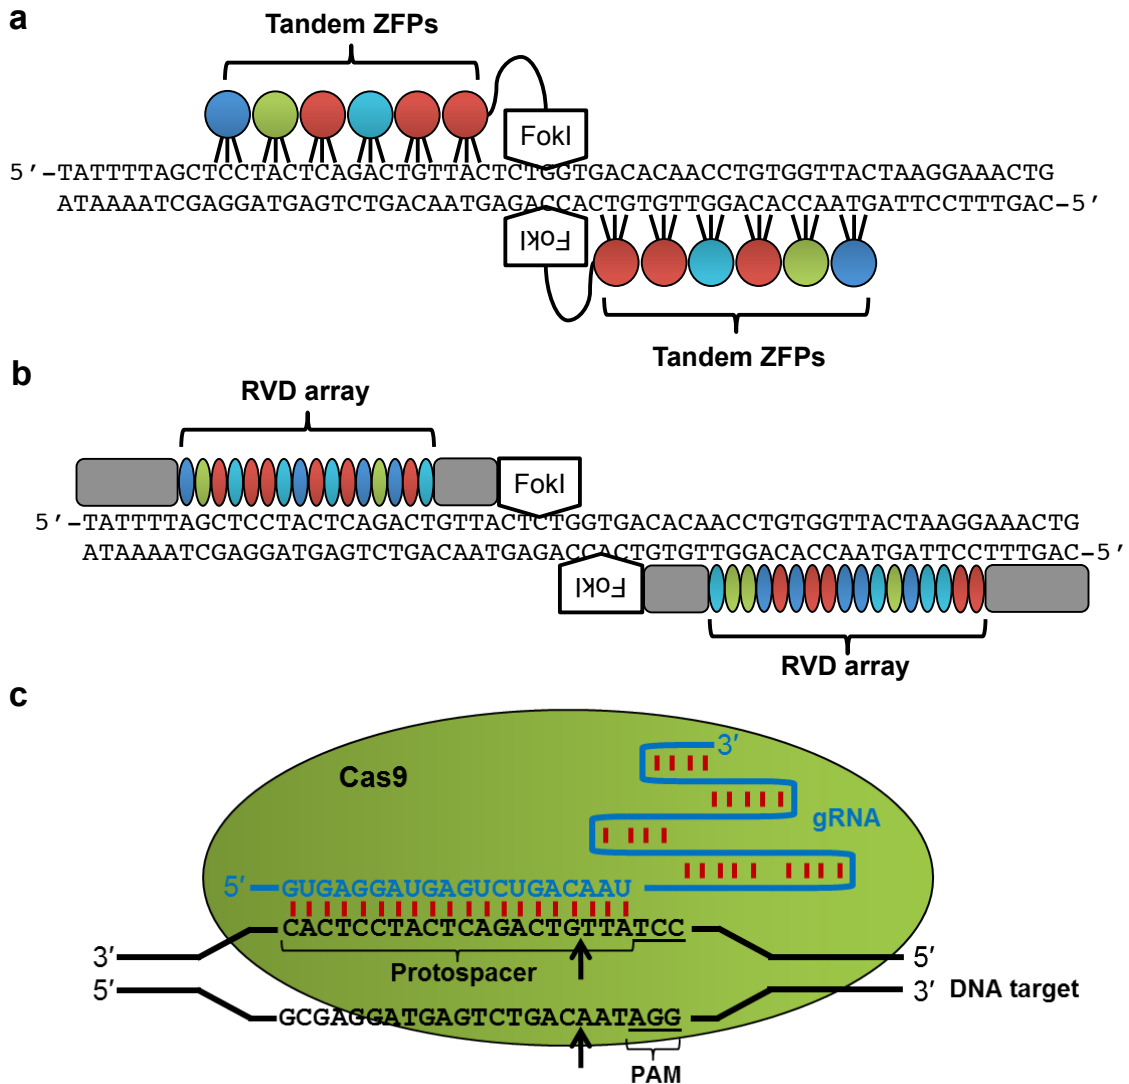 a
Tandem ZFPs
FokI
5′-TATTTTAGCTCCTACTCAGACTGTTACTCTGGTGACACAACCTGTGGTTACTAAGGAAACTG
ATAAAATCGAGGATGAGTCTGACAATGAGACCACTGTGTTGGACACCAATGATTCCTTTGAC-5′
FokI
Tandem ZFPs
b
RVD array
FokI
5′-TATTTTAGCTCCTACTCAGACTGTTACTCTGGTGACACAACCTGTGGTTACTAAGGAAACTG
ATAAAATCGAGGATGAGTCTGACAATGAGACCACTGTGTTGGACACCAATGATTCCTTTGAC-5′
FokI
RVD array
c
3′
Cas9
gRNA
5′ GUGAGGAUGAGUCUGACAAU
CACTCCTACTCAGACTGTTATCC
3′ Protospacer 5′
5′ 3′ DNA target
GCGAGGATGAGTCTGACAATAGG
PAM